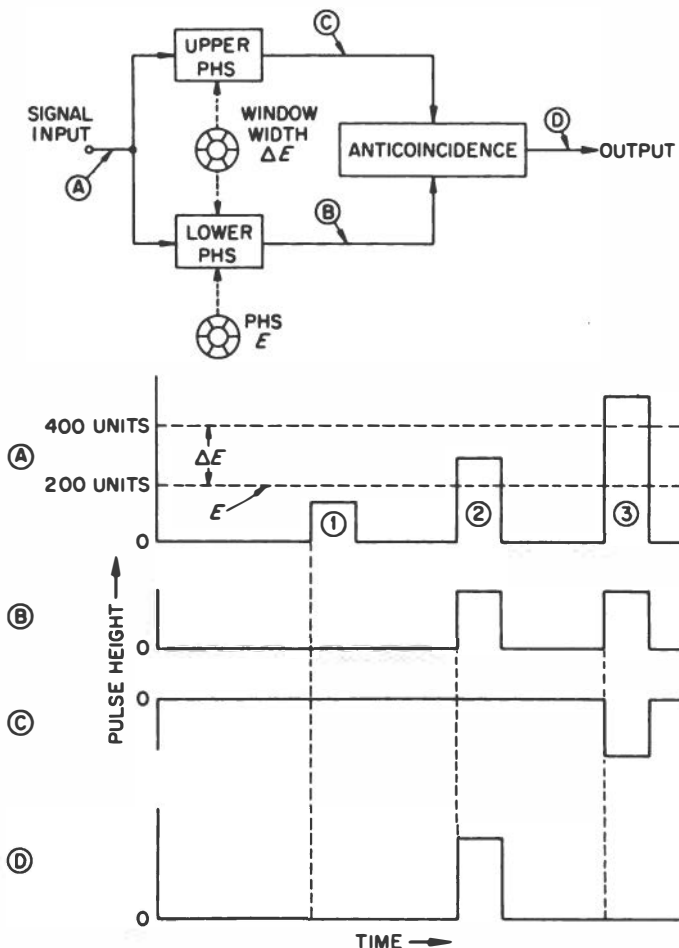 Ⓒ
UPPER
PHS
SIGNAL
INPUT
WINDOW
WIDTH
ΔE
ANTICOINCIDENCE
Ⓓ
OUTPUT
Ⓐ
Ⓑ
LOWER
PHS
PHS
E
400 UNITS
Ⓐ
ΔE
200 UNITS
E
①
②
③
0
PULSE HEIGHT
Ⓑ
0
0
Ⓒ
Ⓓ
0
TIME